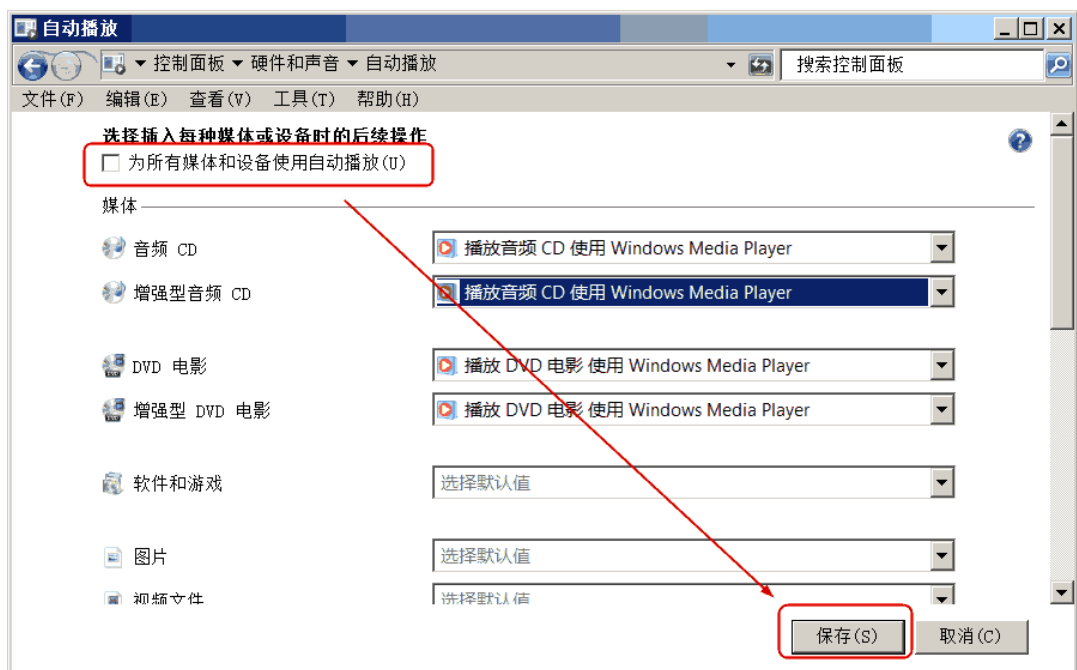 自动播放
控制面板 硬件和声音 自动播放 搜索控制面板
文件(F) 编辑(E) 查看(V) 工具(T) 帮助(H)
选择插入每种媒体或设备时的后续操作
为所有媒体和设备使用自动播放(U)
媒体
音频 CD 播放音频 CD 使用 Windows Media Player
增强型音频 CD 播放音频 CD 使用 Windows Media Player
DVD 电影 播放 DVD 电影 使用 Windows Media Player
增强型 DVD 电影 播放 DVD 电影 使用 Windows Media Player
软件和游戏 选择默认值
图片 选择默认值
视频文件 选择默认值
保存(S) 取消(C)